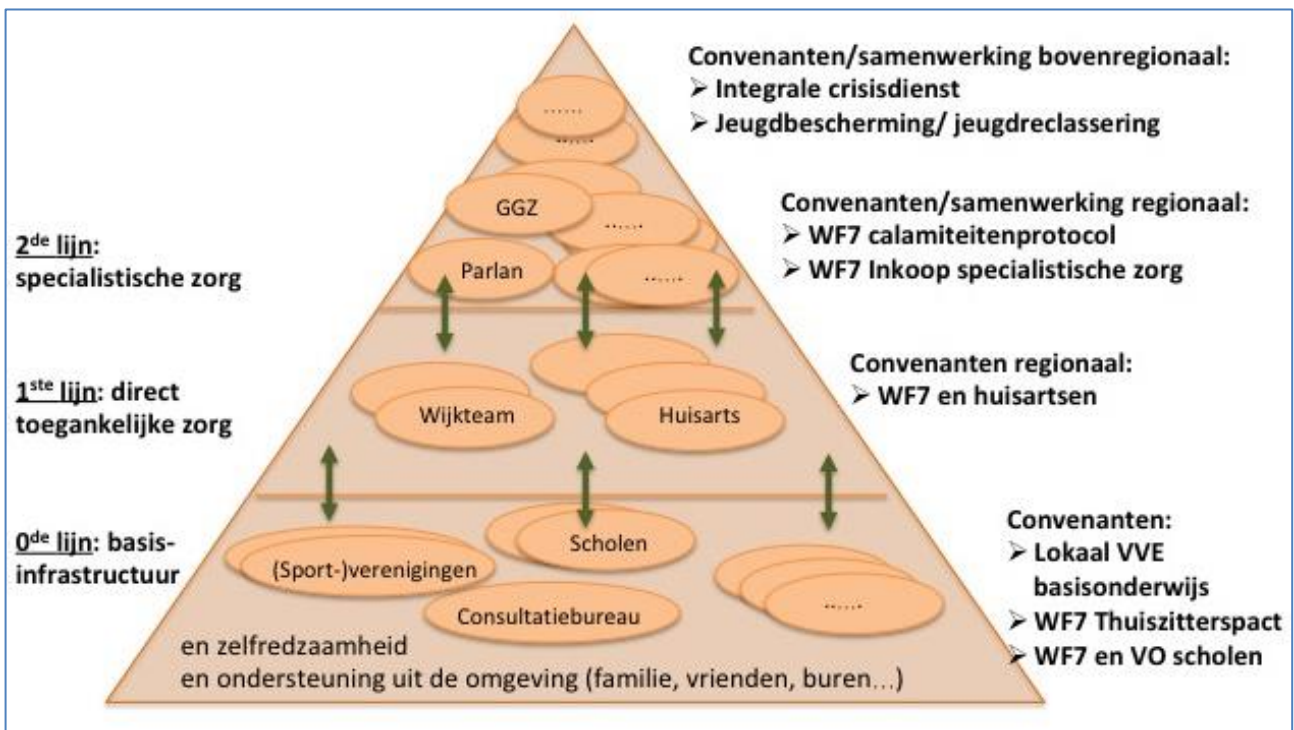 Convenanten/samenwerking bovenregionaal:
➢ Integrale crisisdienst
➢ Jeugdbescherming/ jeugdreclassering
......
......
GGZ
......
Parlan
......
2de lijn:
specialistische zorg
Convenanten/samenwerking regionaal:
➢ WF7 calamiteitenprotocol
➢ WF7 Inkoop specialistische zorg
1ste lijn: direct
toegankelijke zorg
Wijkteam
Huisarts
Convenanten regionaal:
➢ WF7 en huisartsen
0de lijn: basis-
infrastructuur
(Sport-)verenigingen
Scholen
Consultatiebureau
......
en zelfredzaamheid
en ondersteuning uit de omgeving (familie, vrienden, buren...)
Convenanten:
➢ Lokaal VVE
basisonderwijs
➢ WF7 Thuiszitterspact
➢ WF7 en VO scholen